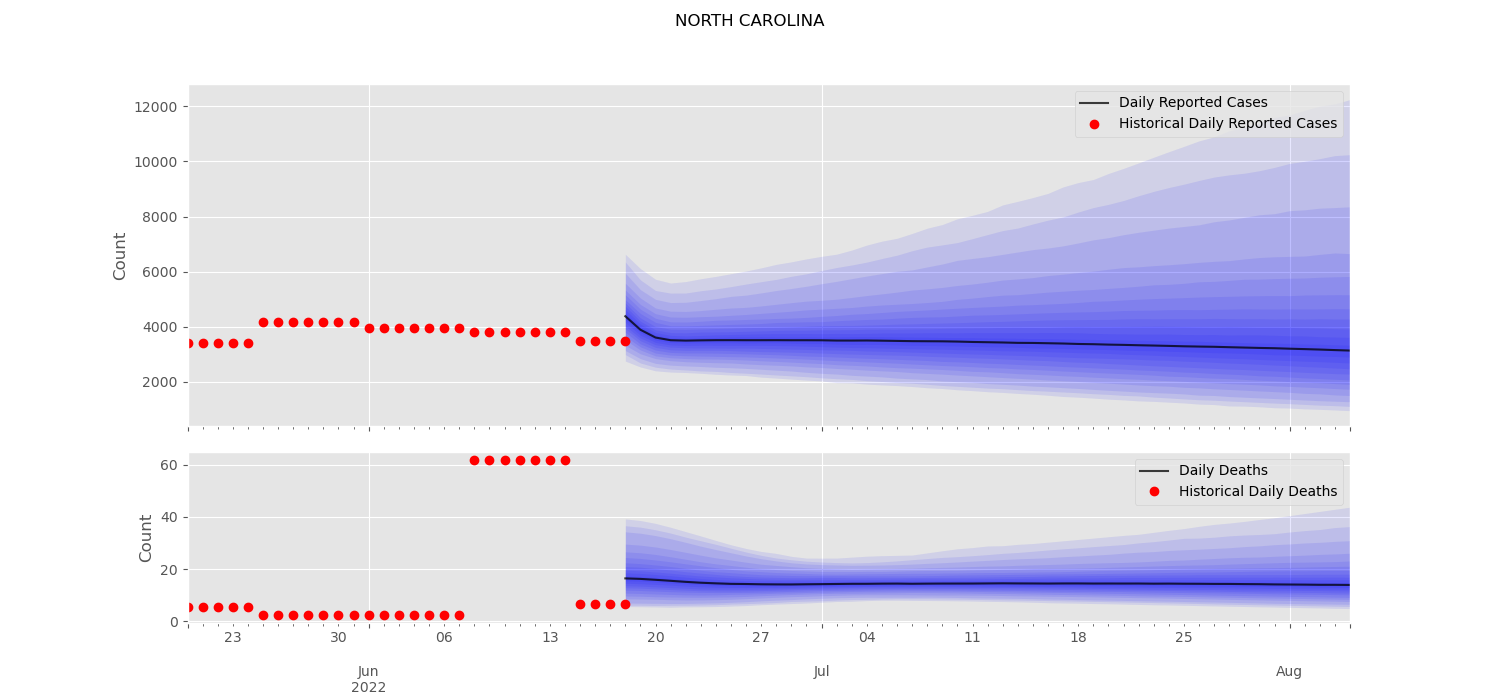 NORTH CAROLINA
12000
10000
8000
6000
4000
2000
Count
Daily Reported Cases
Historical Daily Reported Cases
60
40
20
0
Count
Daily Deaths
Historical Daily Deaths
23 30 06 13 20 27 04 11 18 25
Jun Jul Aug
2022